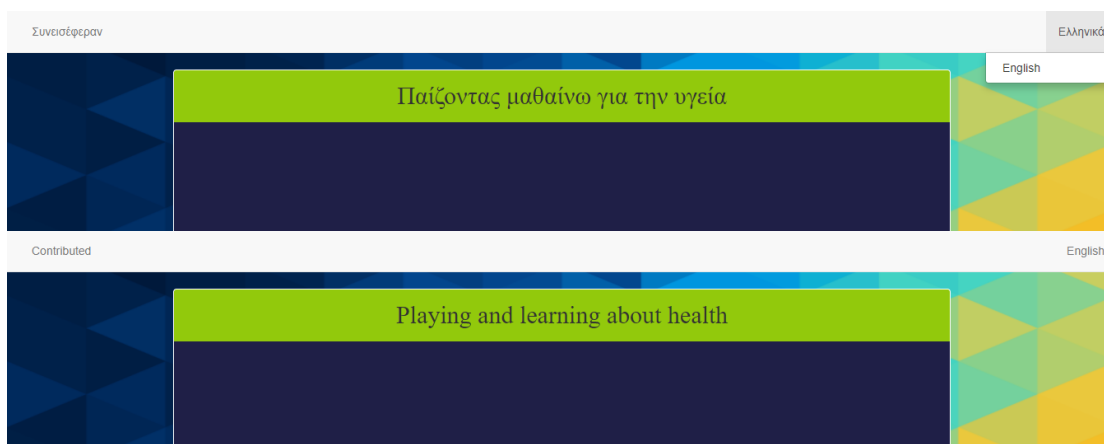 Συνεισέφεραν
Ελληνικά
English
Παίζοντας μαθαίνω για την υγεία
Contributed
English
Playing and learning about health